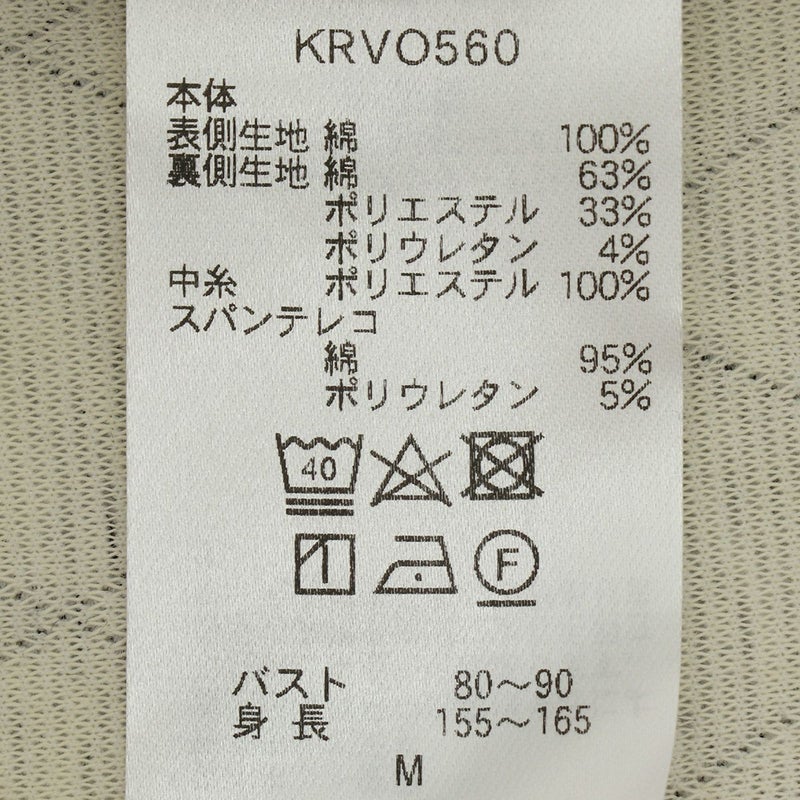 KRVO560
本体
表側生地 綿 100%
裏側生地 綿 63%
ポリエステル 33%
ポリウレタン 4%
中糸 ポリエステル 100%
スパンテレコ
綿 95%
ポリウレタン 5%
40
F
バスト 80～90
身長 155～165
M